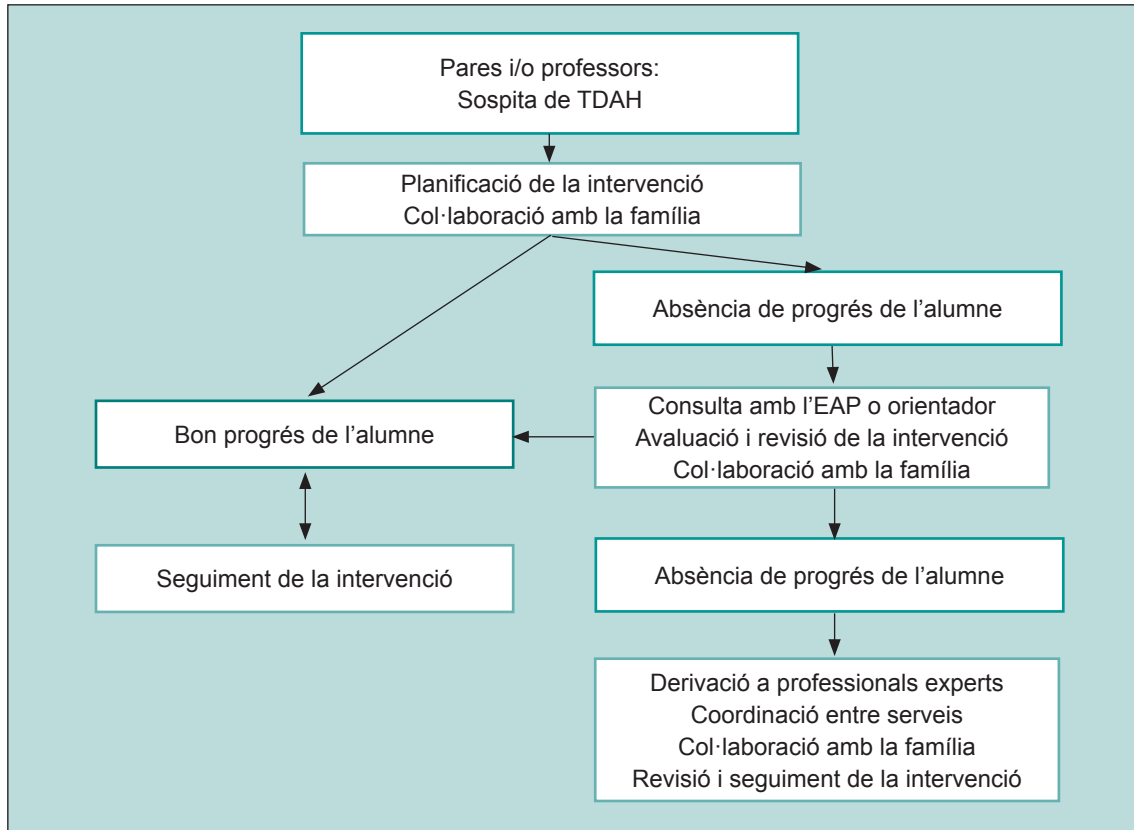 Pares i/o professors:
Sospita de TDAH
Planificació de la intervenció
Col·laboració amb la família
Absència de progrés de l'alumne
Bon progrés de l'alumne
Consulta amb l'EAP o orientador
Avaluació i revisió de la intervenció
Col·laboració amb la família
Seguiment de la intervenció
Absència de progrés de l'alumne
Derivació a professionals experts
Coordinació entre serveis
Col·laboració amb la família
Revisió i seguiment de la intervenció